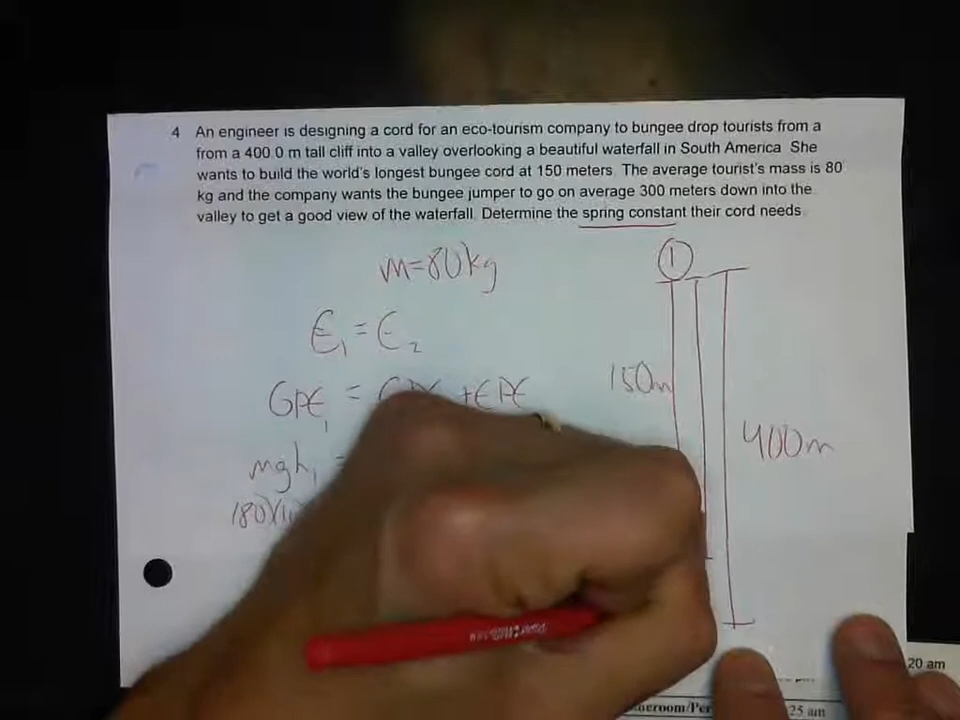 4 An engineer is designing a cord for an eco-tourism company to bungee drop tourists from a
from a 400.0 m tall cliff into a valley overlooking a beautiful waterfall in South America. She
wants to build the world's longest bungee cord at 150 meters. The average tourist's mass is 80
kg and the company wants the bungee jumper to go on average 300 meters down into the
valley to get a good view of the waterfall. Determine the spring constant their cord needs.
m=80kg
1
E₁ = E₂
150m
GPE₁ = GPE + EPE
400m
mgh₁ =
20 am
25 am